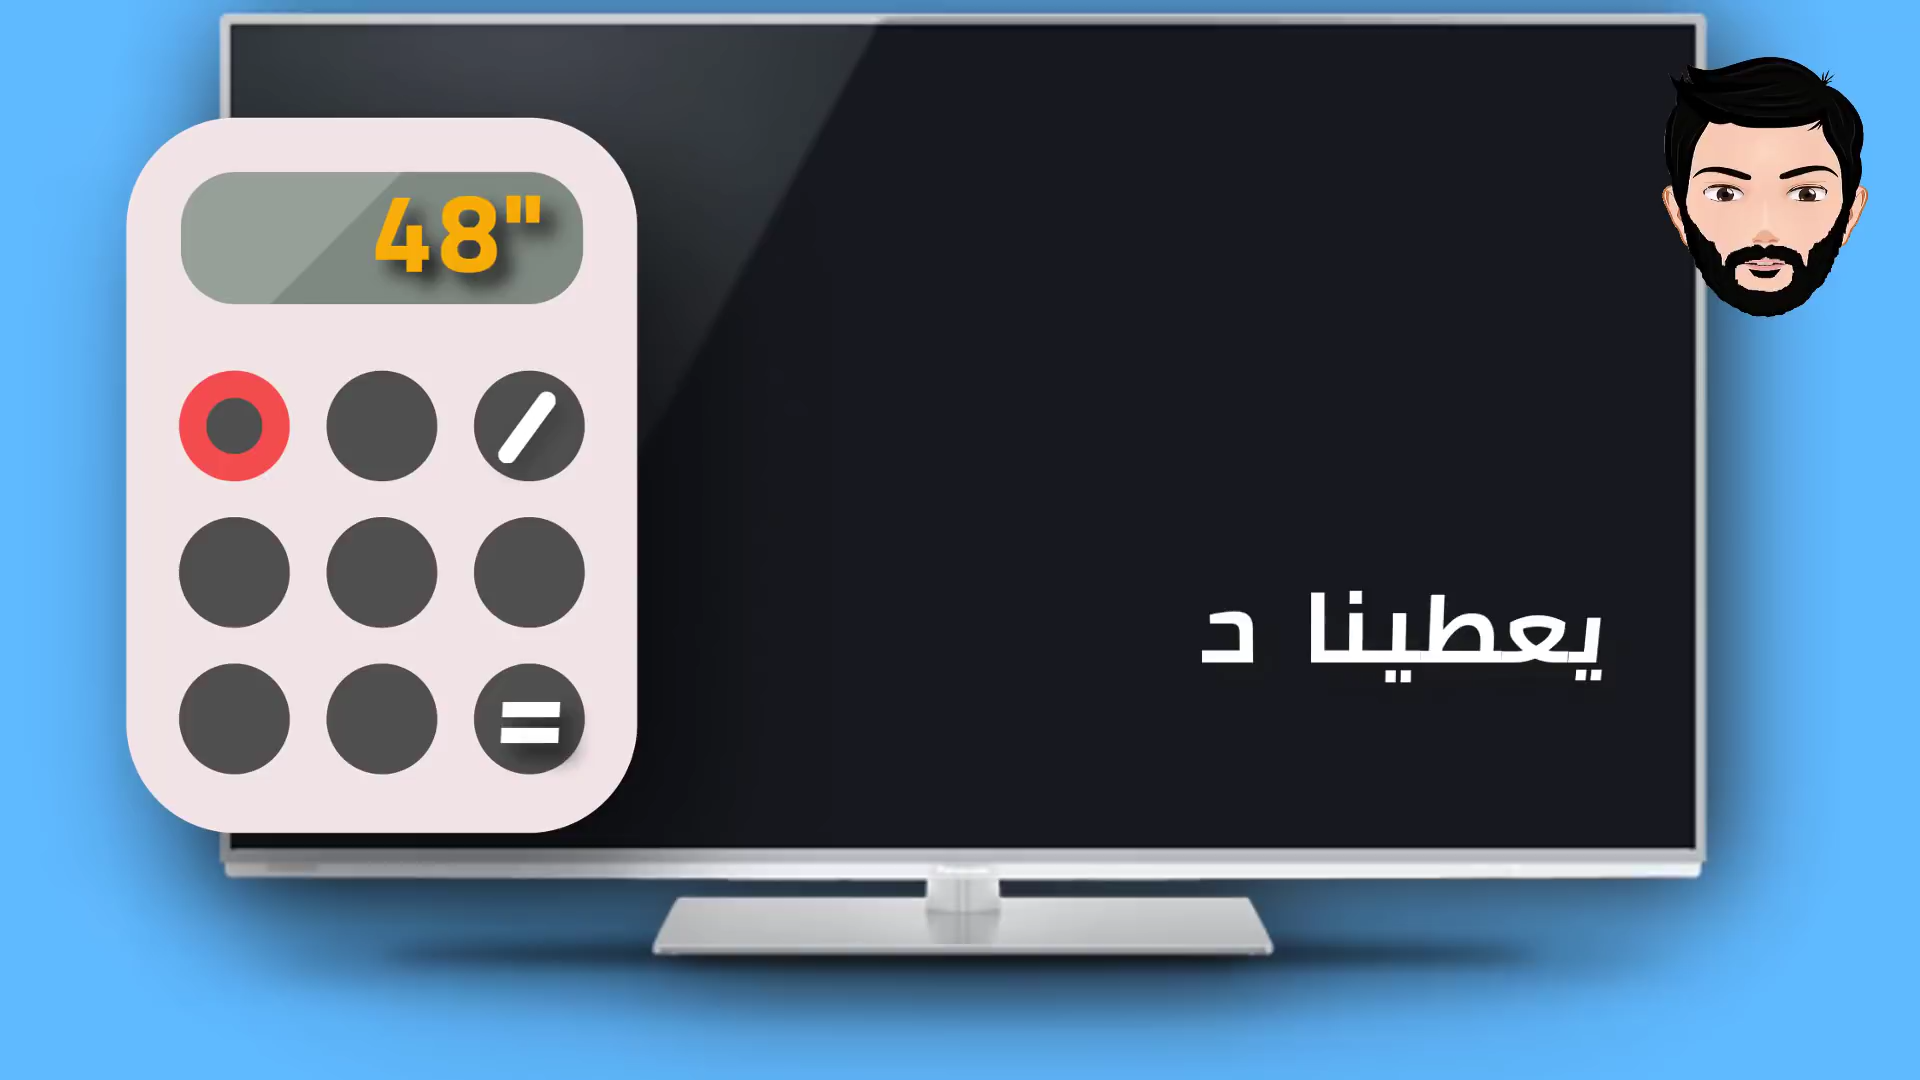 48"
/
=
يعطينا د